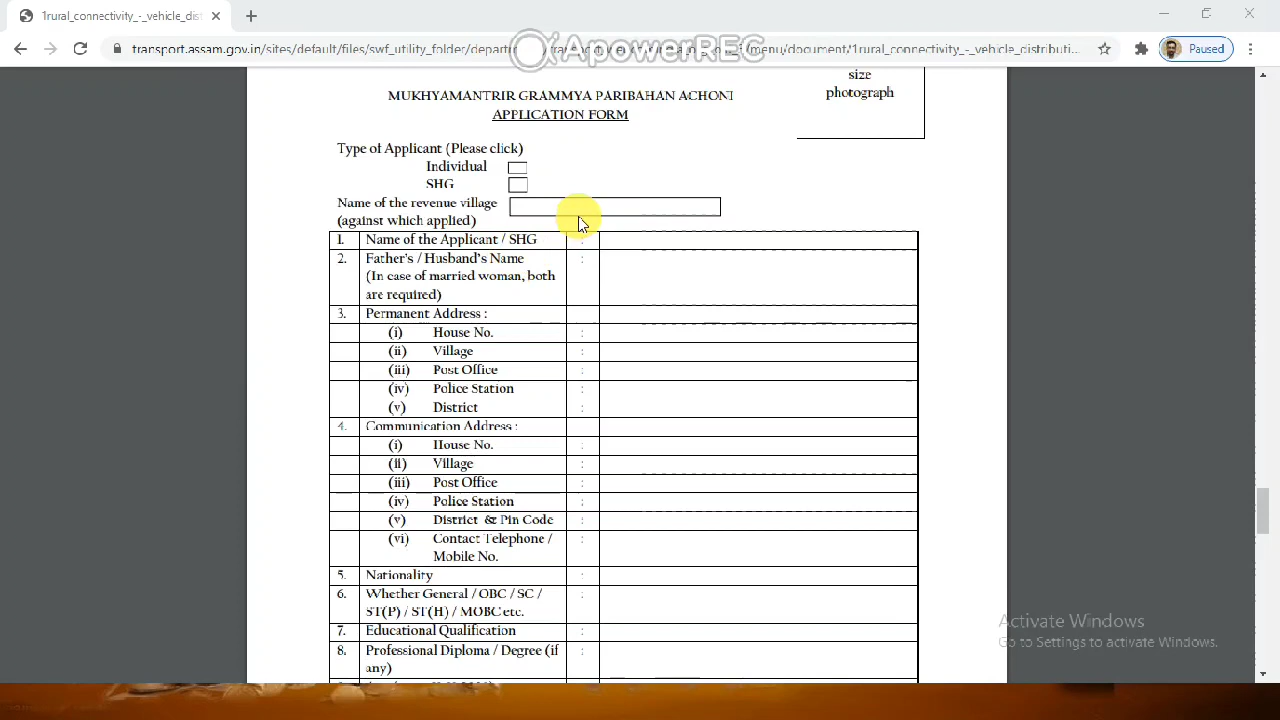 1rural_connectivity_-_vehicle_dist
transport.assam.gov.in/sites/default/files/swf_utility_folder/
/menu/document/1rural_connectivity_-_vehicle_distributi...
Paused
ApowerREC
size
photograph
MUKHYAMANTRIR GRAMMYA PARIBAHAN ACHONI
APPLICATION FORM
Type of Applicant (Please click)
Individual
SHG
Name of the revenue village
(against which applied)
1. Name of the Applicant / SHG :
2. Father's / Husband's Name :
(In case of married woman, both
are required)
3. Permanent Address :
(i) House No. :
(ii) Village :
(iii) Post Office :
(iv) Police Station :
(v) District :
4. Communication Address :
(i) House No. :
(ii) Village :
(iii) Post Office :
(iv) Police Station :
(v) District & Pin Code :
(vi) Contact Telephone / :
Mobile No.
5. Nationality :
6. Whether General / OBC / SC / :
ST(P) / ST(H) / MOBC etc.
7. Educational Qualification :
8. Professional Diploma / Degree (if :
any)
Activate Windows
Go to Settings to activate Windows.